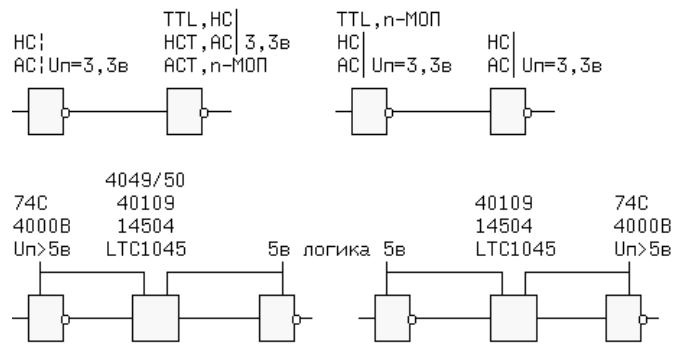 TTL,HC
HC
HCT,AC 3,3в
AC Uп=3,3в
ACT,n-МОП
TTL,n-МОП
HC
AC Uп=3,3в
HC
AC Uп=3,3в
4049/50
74C
40109
4000B
14504
Uп>5в
LTC1045
5в логика 5в
40109
74C
14504
4000B
LTC1045
Uп>5в